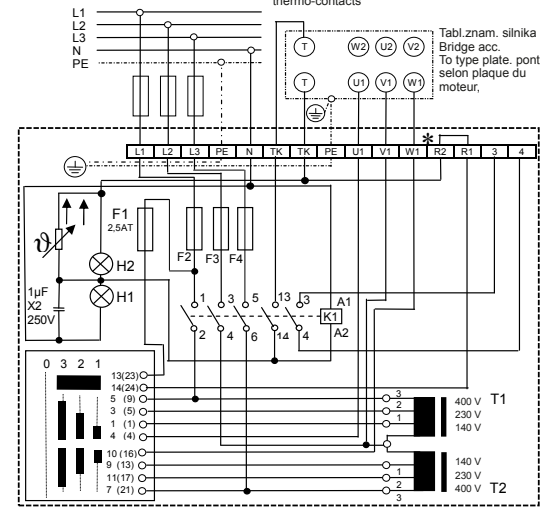 thermo-contacts
L1
L2
L3
N
PE
T W2 U2 V2
T U1 V1 W1
Tabl.znam. silnika
Bridge acc.
To type plate. pont
selon plaque du
moteur,
*
L1 L2 L3 PE N TK TK PE U1 V1 W1 R2 R1 3 4
F1
2,5AT
F2 F3 F4
ϑ
H2
H1
1µF
X2
250V
1 3 5 13 3 A1
K1
2 4 6 14 4 A2
0 3 2 1
13(23)
14(24)
5 (9)
3 (5)
1 (1)
4 (4)
10 (16)
9 (13)
11(17)
7 (21)
3
2
1
400 V T1
230 V
140 V
1
2
3
140 V
230 V
400 V T2